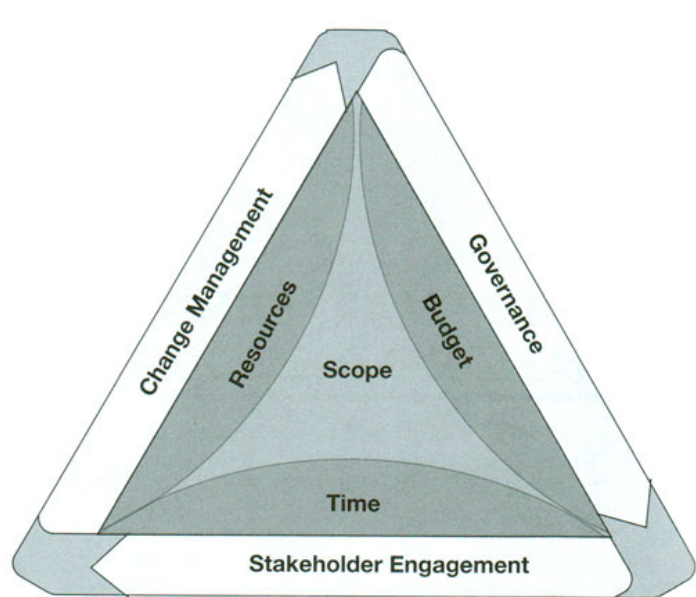 Change Management
Governance
Resources
Budget
Scope
Time
Stakeholder Engagement